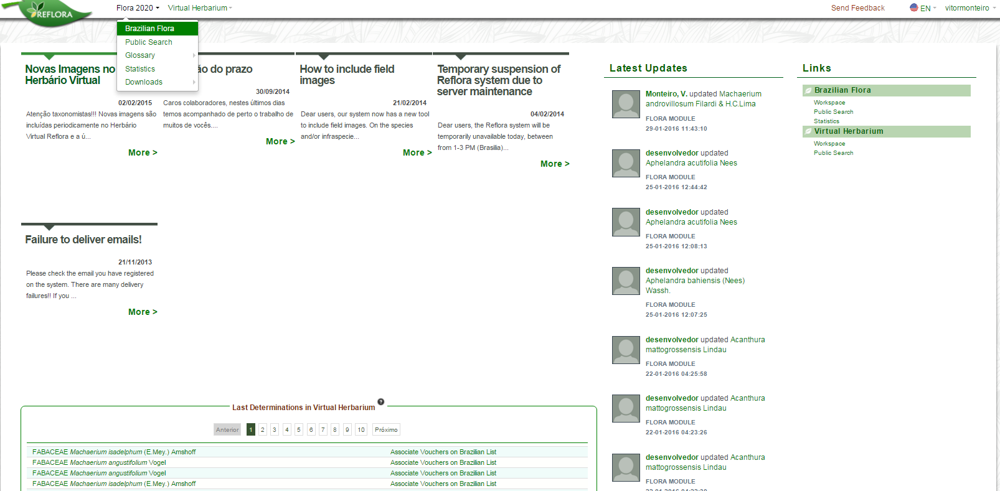 REFLORA
Flora 2020
Virtual Herbarium
Send Feedback
EN
vitormonteiro
Brazilian Flora
Public Search
Glossary
Statistics
Downloads
Novas Imagens no
Herbário Virtual
02/02/2015
Atenção taxonomistas!!! Novas imagens são
incluídas periodicamente no Herbário
Virtual Reflora e a ú...
More >
ão do prazo
30/09/2014
Caros colaboradores, nestes últimos dias
temos acompanhado de perto o trabalho de
muitos de vocês....
More >
How to include field
images
21/02/2014
Dear users, our system now has a new tool
to include field images. On the species
and/or infraspecie...
More >
Temporary suspension of
Reflora system due to
server maintenance
04/02/2014
Dear users, the Reflora system will be
temporarily unavailable today, between
from 1-3 PM (Brasilia)...
More >
Failure to deliver emails!
21/11/2013
Please check the email you have registered
on the system. There are many delivery
failures!! If you ...
More >
Last Determinations in Virtual Herbarium ?
Anterior 1 2 3 4 5 6 7 8 9 10 Próximo
FABACEAE Machaerium isadelphum (E.Mey.) Amshoff Associate Vouchers on Brazilian List
FABACEAE Machaerium angustifolium Vogel Associate Vouchers on Brazilian List
FABACEAE Machaerium angustifolium Vogel Associate Vouchers on Brazilian List
FABACEAE Machaerium isadelphum (E.Mey.) Amshoff Associate Vouchers on Brazilian List
Latest Updates
Monteiro, V. updated Machaerium
androvillosum Filardi & H.C.Lima
FLORA MODULE
29-01-2016 11:43:10
desenvolvedor updated
Aphelandra acutifolia Nees
FLORA MODULE
25-01-2016 12:44:42
desenvolvedor updated
Aphelandra acutifolia Nees
FLORA MODULE
25-01-2016 12:08:13
desenvolvedor updated
Aphelandra bahiensis (Nees)
Wassh.
FLORA MODULE
25-01-2016 12:07:25
desenvolvedor updated Acanthura
mattogrossensis Lindau
FLORA MODULE
22-01-2016 04:25:58
desenvolvedor updated Acanthura
mattogrossensis Lindau
FLORA MODULE
22-01-2016 04:23:26
desenvolvedor updated Acanthura
mattogrossensis Lindau
FLORA MODULE
Links
Brazilian Flora
Workspace
Public Search
Statistics
Virtual Herbarium
Workspace
Public Search